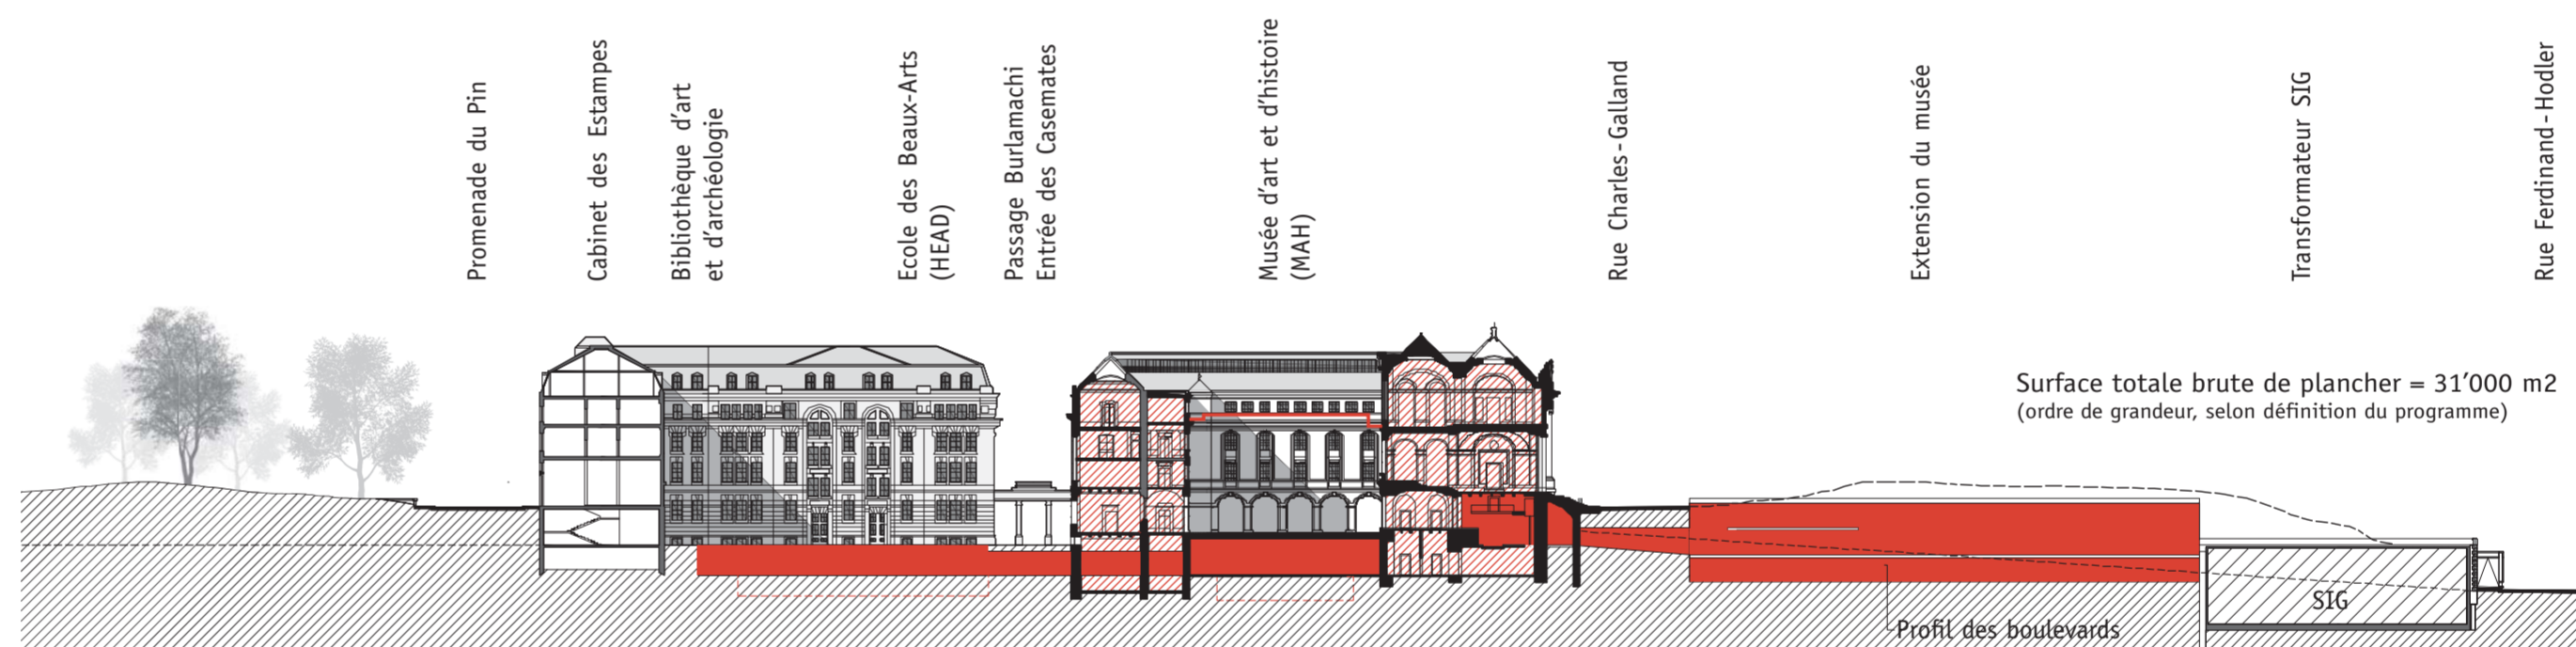 Promenade du Pin
Cabinet des Estampes
Bibliothèque d'art
et d'archéologie
Ecole des Beaux-Arts
(HEAD)
Passage Burlamachi
Entrée des Casemates
Musée d'art et d'histoire
(MAH)
Rue Charles-Galland
Extension du musée
Transformateur SIG
Rue Ferdinand-Hodler
Surface totale brute de plancher = 31'000 m2
(ordre de grandeur, selon définition du programme)
SIG
Profil des boulevards